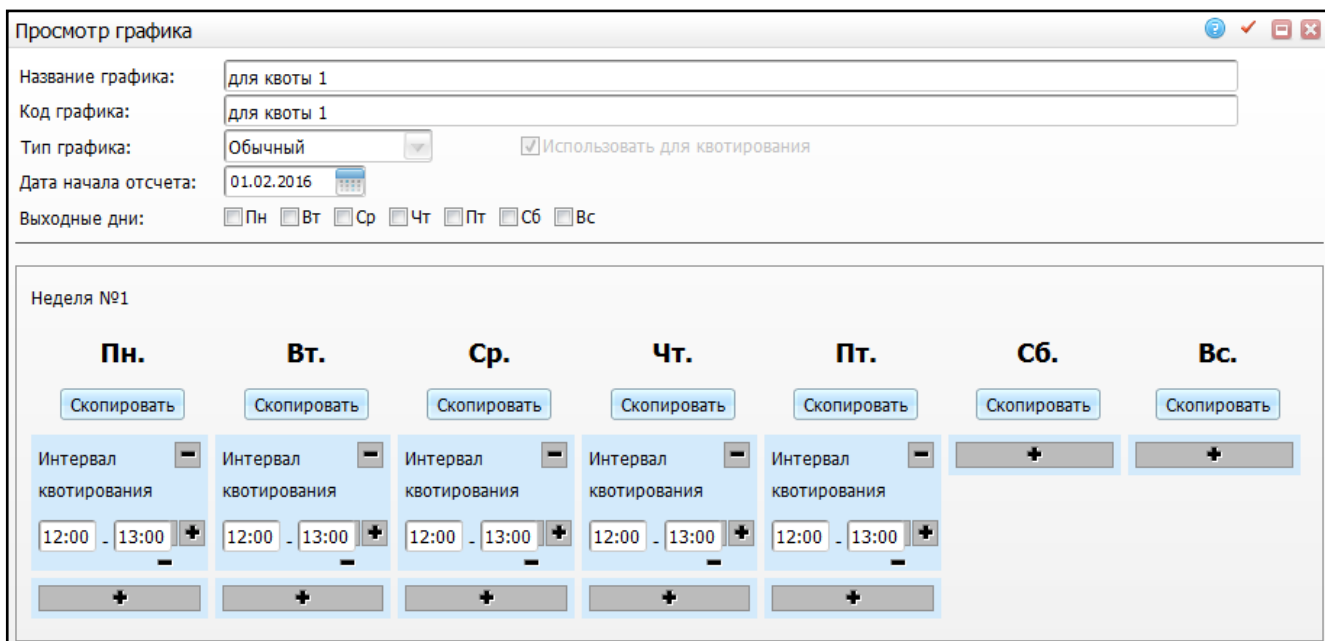 Просмотр графика
Название графика: для квоты 1
Код графика: для квоты 1
Тип графика: Обычный Использовать для квотирования
Дата начала отсчета: 01.02.2016
Выходные дни: Пн Вт Ср Чт Пт Сб Вс
Неделя №1
Пн. Вт. Ср. Чт. Пт. Сб. Вс.
Скопировать Скопировать Скопировать Скопировать Скопировать Скопировать Скопировать
Интервал Интервал Интервал Интервал Интервал
квотирования квотирования квотирования квотирования квотирования
12:00 - 13:00 12:00 - 13:00 12:00 - 13:00 12:00 - 13:00 12:00 - 13:00